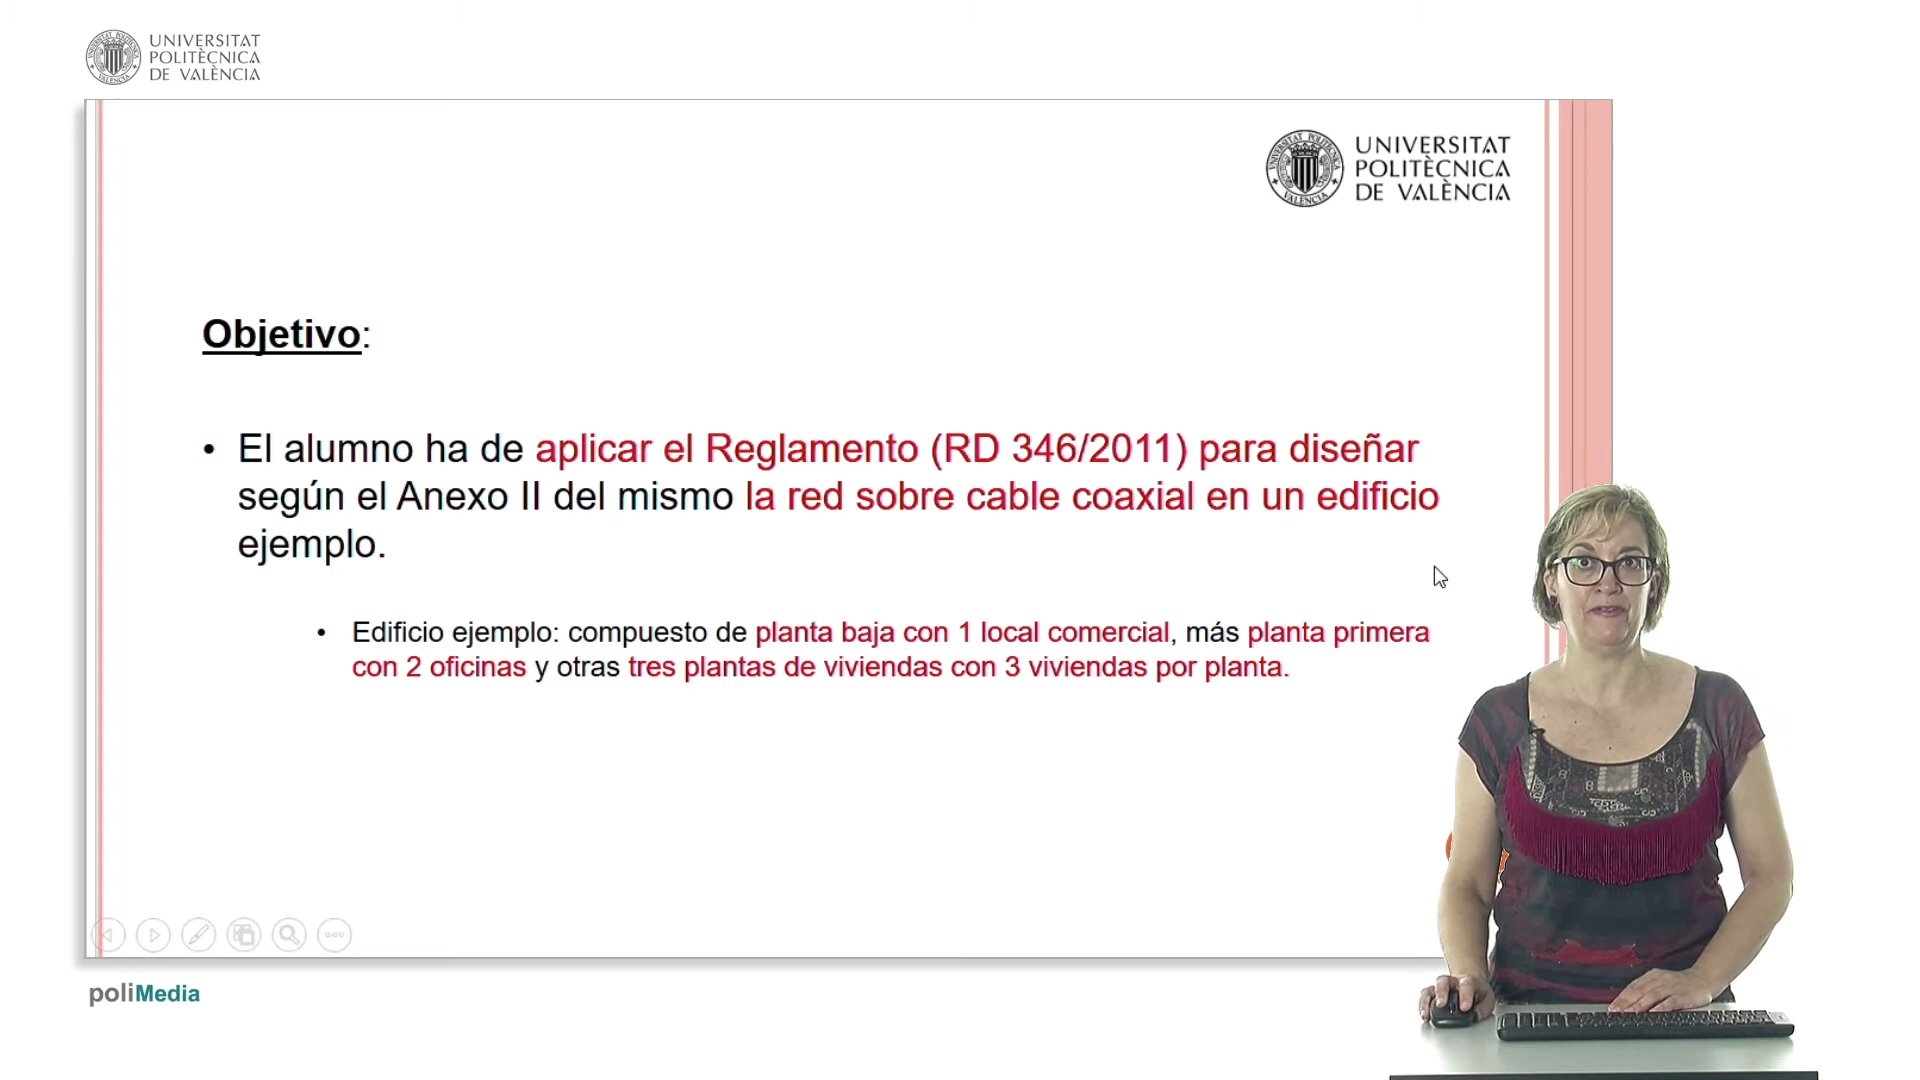 UNIVERSITAT
POLITÈCNICA
DE VALÈNCIA
UNIVERSITAT
POLITÈCNICA
DE VALÈNCIA
Objetivo:
• El alumno ha de aplicar el Reglamento (RD 346/2011) para diseñar
según el Anexo II del mismo la red sobre cable coaxial en un edificio
ejemplo.
• Edificio ejemplo: compuesto de planta baja con 1 local comercial, más planta primera
con 2 oficinas y otras tres plantas de viviendas con 3 viviendas por planta.
poliMedia